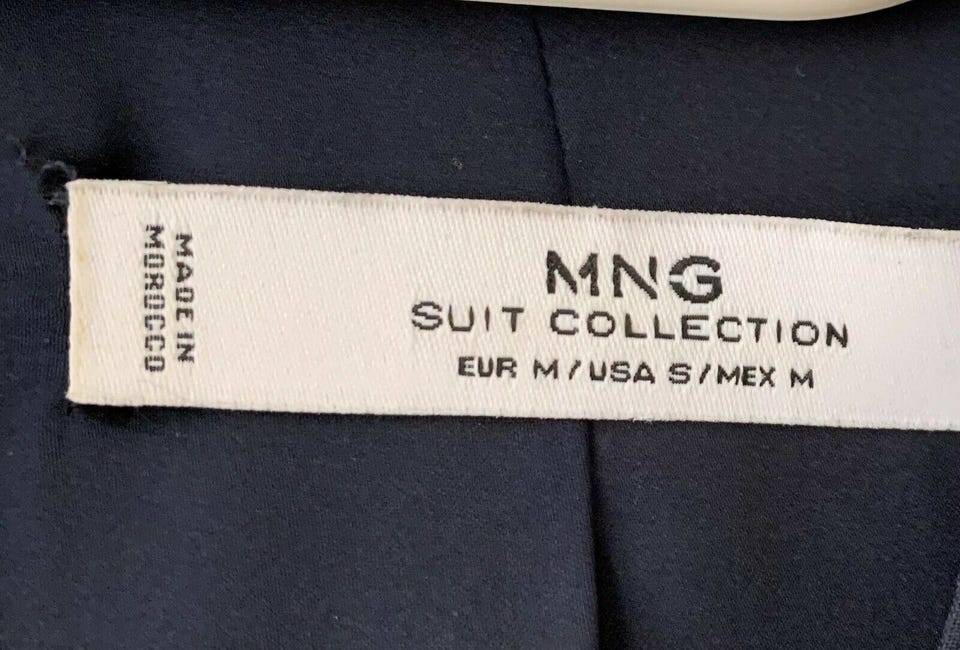 MADE IN
MOROCCO
MNG
SUIT COLLECTION
EUR M/USA S/MEX M